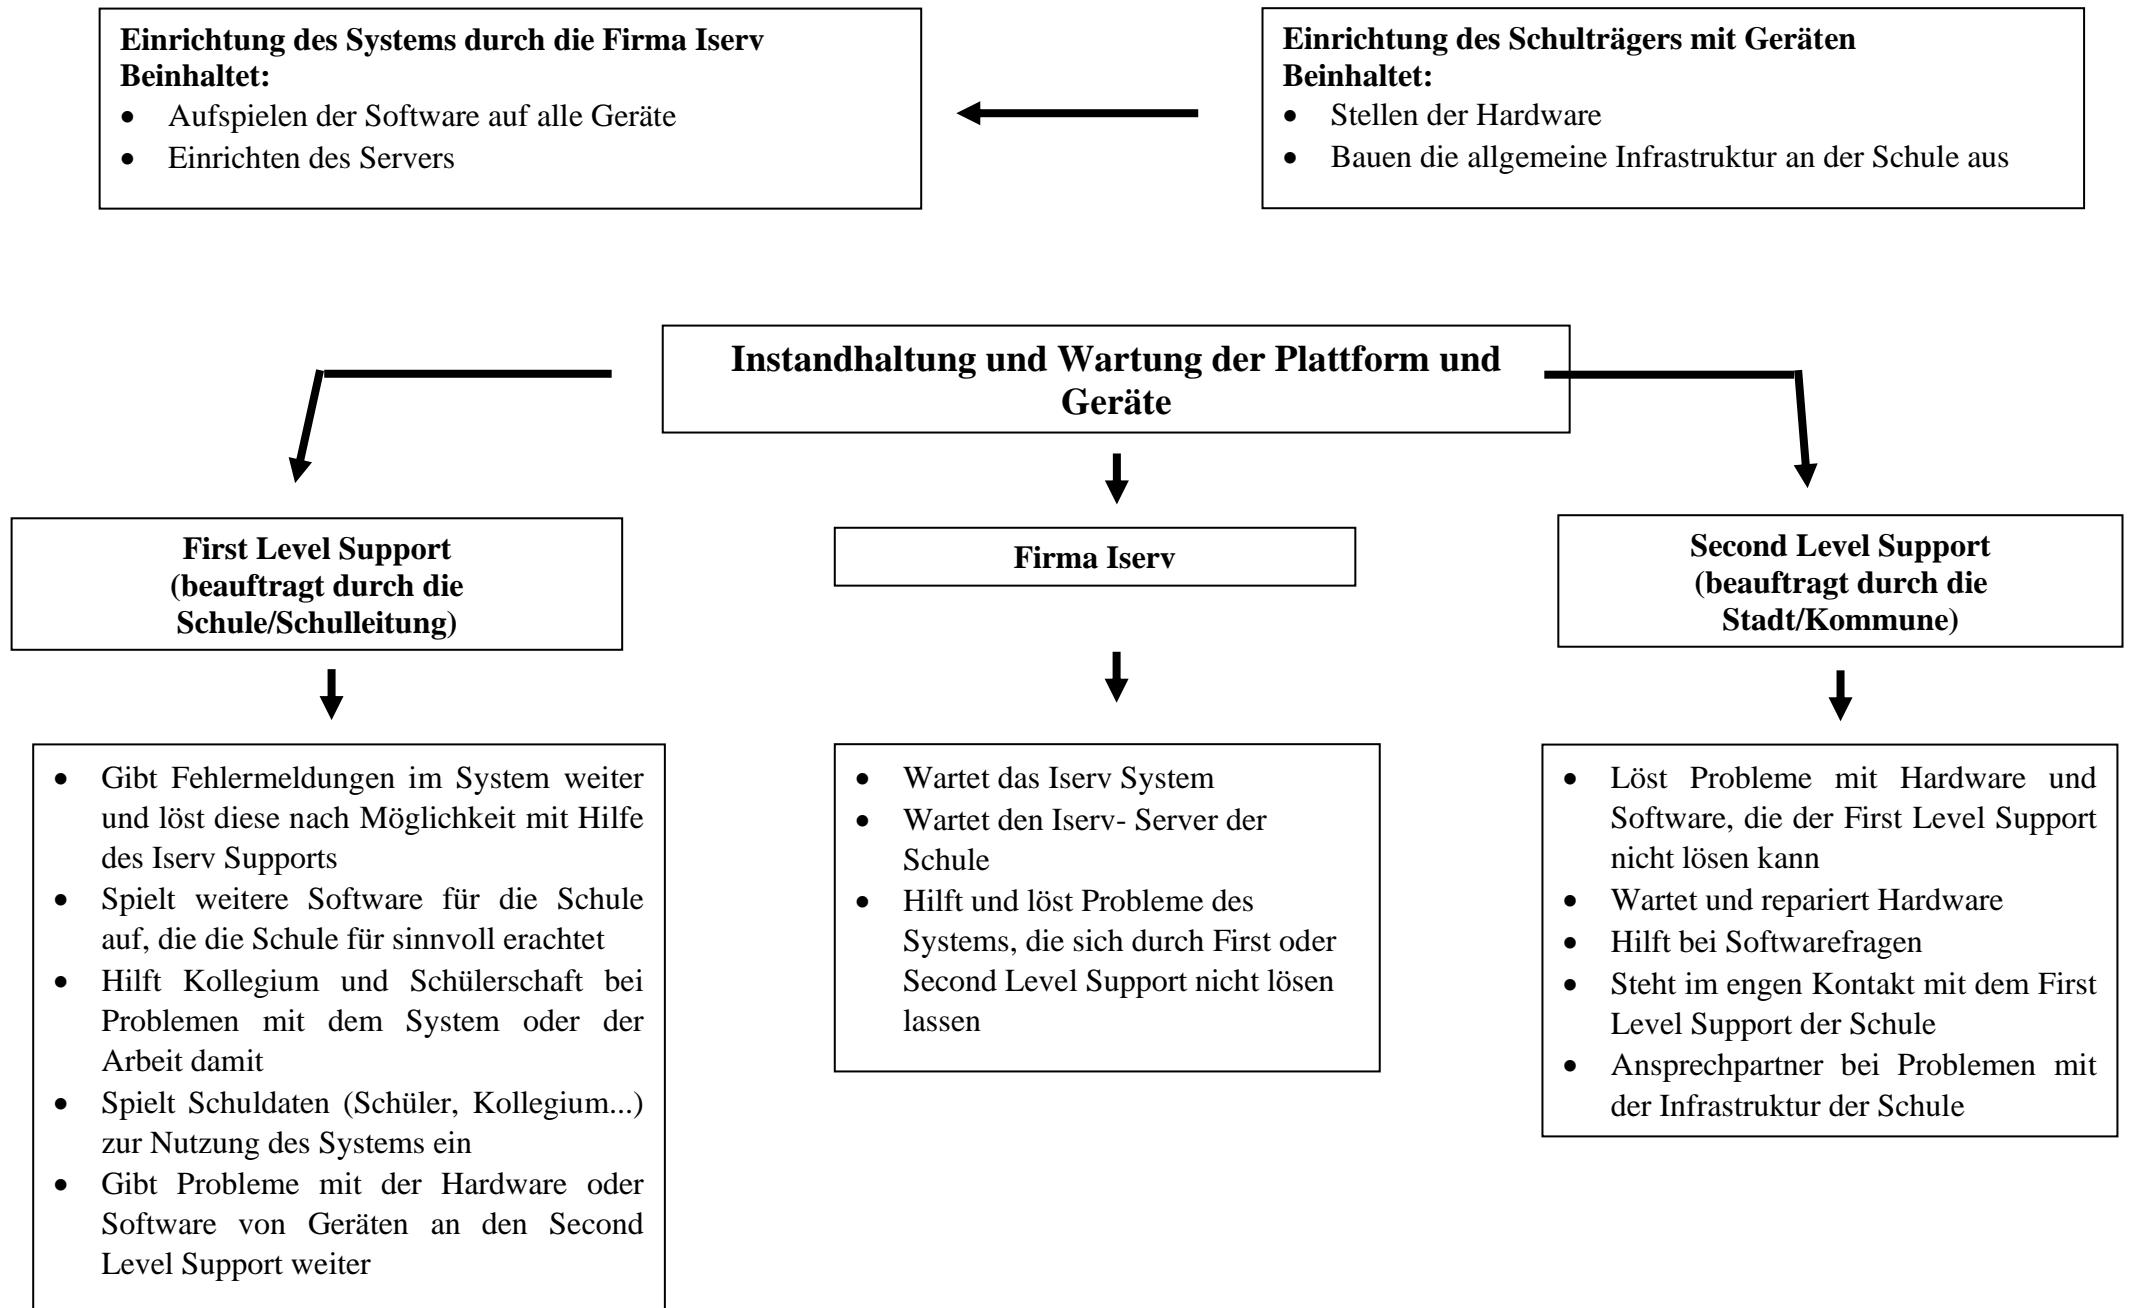 Einrichtung des Systems durch die Firma Iserv
Beinhaltet:
• Aufspielen der Software auf alle Geräte
• Einrichten des Servers
Einrichtung des Schulträgers mit Geräten
Beinhaltet:
• Stellen der Hardware
• Bauen die allgemeine Infrastruktur an der Schule aus
Instandhaltung und Wartung der Plattform und
Geräte
First Level Support
(beauftragt durch die
Schule/Schulleitung)
Firma Iserv
Second Level Support
(beauftragt durch die
Stadt/Kommune)
• Gibt Fehlermeldungen im System weiter
und löst diese nach Möglichkeit mit Hilfe
des Iserv Supports
• Spielt weitere Software für die Schule
auf, die die Schule für sinnvoll erachtet
• Hilft Kollegium und Schülerschaft bei
Problemen mit dem System oder der
Arbeit damit
• Spielt Schuldaten (Schüler, Kollegium...)
zur Nutzung des Systems ein
• Gibt Probleme mit der Hardware oder
Software von Geräten an den Second
Level Support weiter
• Wartet das Iserv System
• Wartet den Iserv- Server der
Schule
• Hilft und löst Probleme des
Systems, die sich durch First oder
Second Level Support nicht lösen
lassen
• Löst Probleme mit Hardware und
Software, die der First Level Support
nicht lösen kann
• Wartet und repariert Hardware
• Hilft bei Softwarefragen
• Steht im engen Kontakt mit dem First
Level Support der Schule
• Ansprechpartner bei Problemen mit
der Infrastruktur der Schule